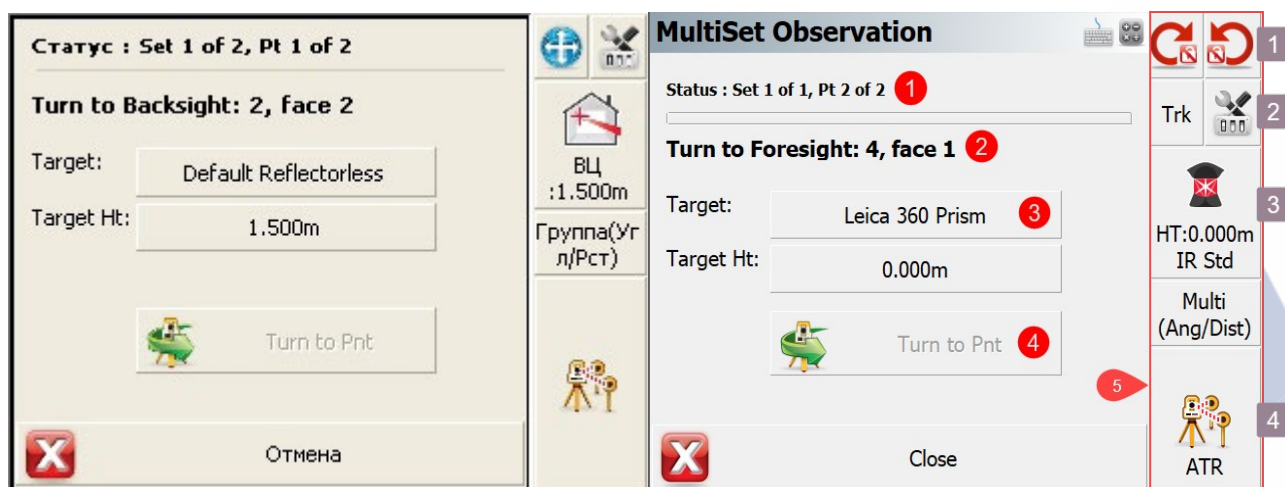 Статус : Set 1 of 2, Pt 1 of 2
Turn to Backsight: 2, face 2
Target:
Default Reflectorless
Target Ht:
1.500m
Turn to Pnt
Отмена
ВЦ
:1.500m
Группа(Уг
л/Рст)
MultiSet Observation
Status : Set 1 of 1, Pt 2 of 2
1
Turn to Foresight: 4, face 1
2
Target:
Leica 360 Prism
3
Target Ht:
0.000m
Turn to Pnt
4
5
Close
1
Trk
2
3
HT:0.000m
IR Std
Multi
(Ang/Dist)
4
ATR